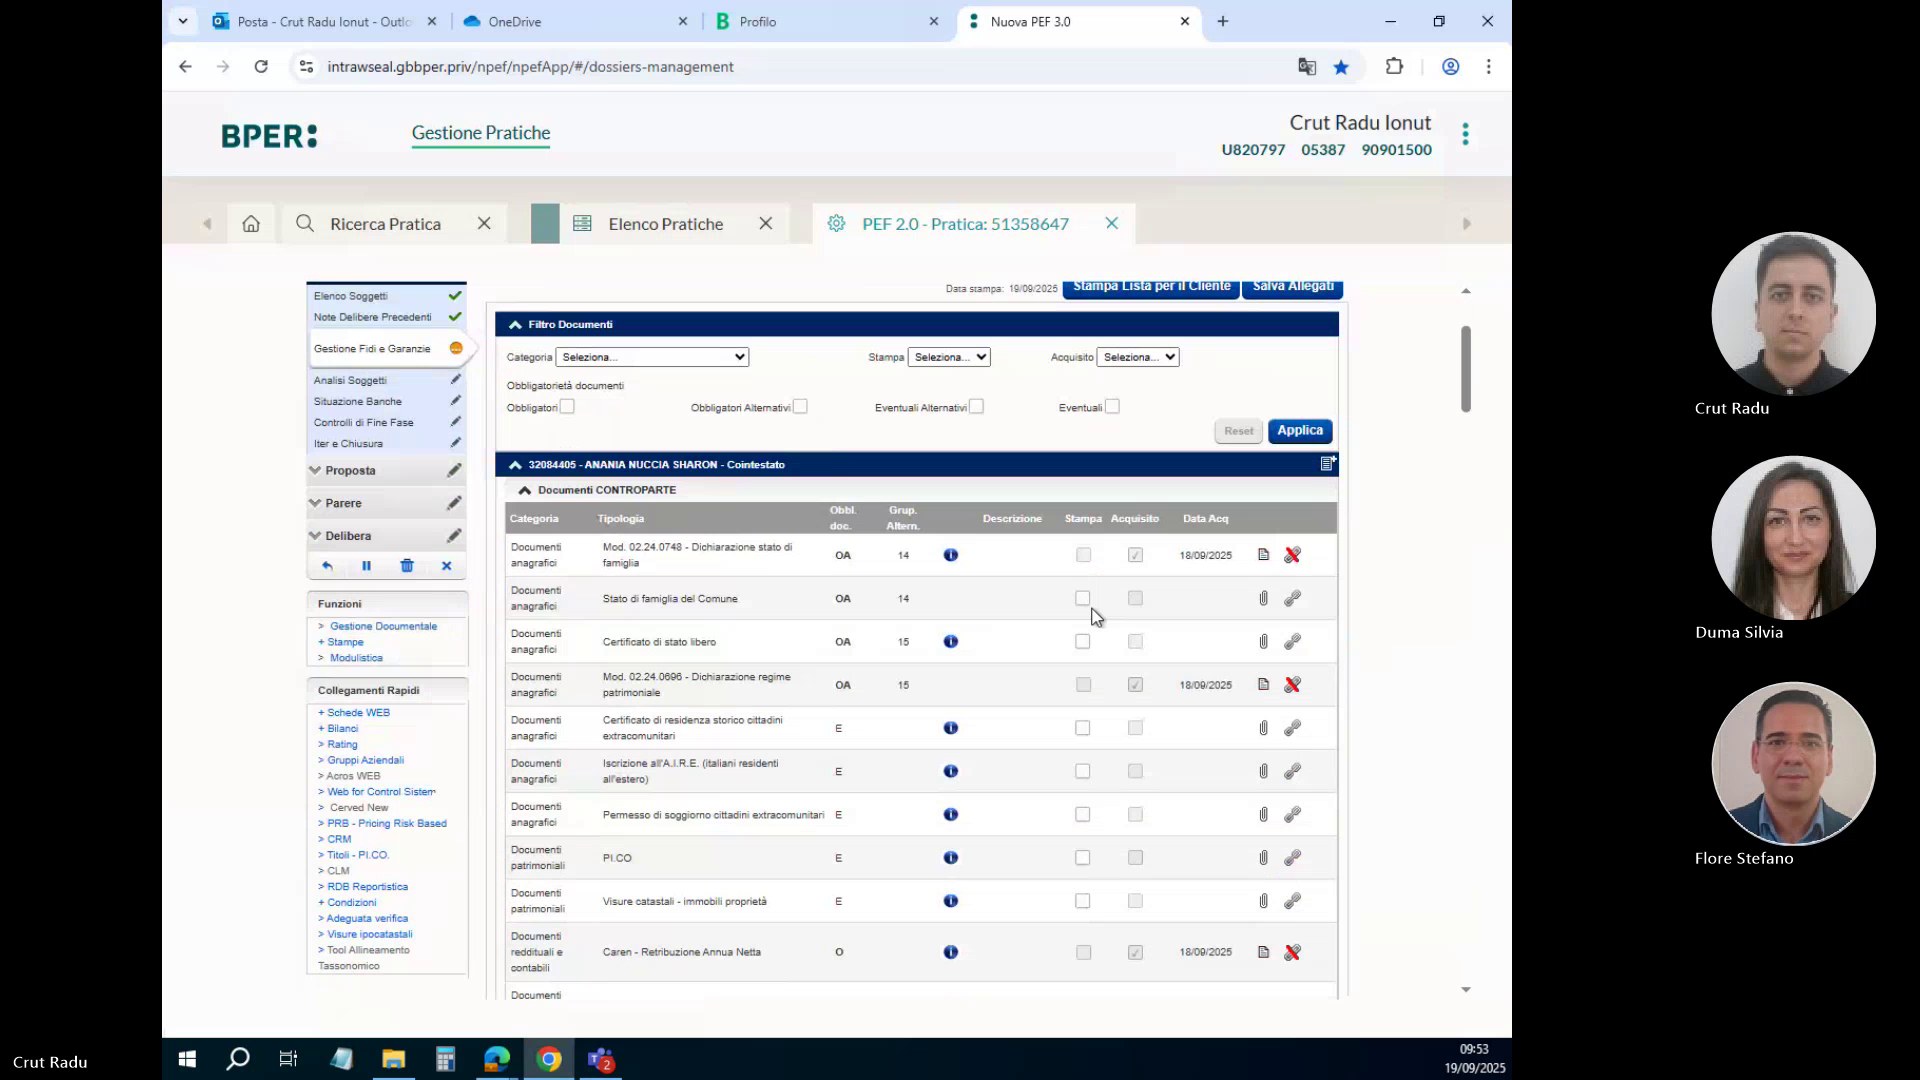 Posta - Crut Radu Ionut - Outlo
OneDrive
Profilo
Nuova PEF 3.0
intrawseal.gbbper.priv/npef/npefApp/#/dossiers-management
BPER:
Gestione Pratiche
Crut Radu Ionut
U820797 05387 90901500
Ricerca Pratica
Elenco Pratiche
PEF 2.0 - Pratica: 51358647
Elenco Soggetti
Note Delibere Precedenti
Gestione Fidi e Garanzie
Analisi Soggetti
Situazione Banche
Controlli di Fine Fase
Iter e Chiusura
Proposta
Parere
Delibera
Funzioni
> Gestione Documentale
+ Stampe
> Modulistica
Collegamenti Rapidi
+ Schede WEB
+ Bilanci
> Rating
> Gruppi Aziendali
> Acros WEB
> Web for Control Sistem
> Cerved New
> PRB - Pricing Risk Based
> CRM
> Titoli - PI.CO.
> CLM
> RDB Reportistica
+ Condizioni
> Adeguata verifica
> Visure ipocatastali
> Tool Allineamento
Tassonomico
Data stampa: 19/09/2025
Stampa Lista per il Cliente
Salva Allegati
Filtro Documenti
Categoria Seleziona... Stampa Seleziona... Acquisito Seleziona...
Obbligatorietà documenti
Obbligatori Obbligatori Alternativi Eventuali Alternativi Eventuali
Reset Applica
32084405 - ANANIA NUCCIA SHARON - Cointestato
Documenti CONTROPARTE
Categoria Tipologia Obbl. doc. Grup. Altern. Descrizione Stampa Acquisito Data Acq
Documenti anagrafici Mod. 02.24.0748 - Dichiarazione stato di famiglia OA 14 18/09/2025
Documenti anagrafici Stato di famiglia del Comune OA 14
Documenti anagrafici Certificato di stato libero OA 15
Documenti anagrafici Mod. 02.24.0696 - Dichiarazione regime patrimoniale OA 15 18/09/2025
Documenti anagrafici Certificato di residenza storico cittadini extracomunitari E
Documenti anagrafici Iscrizione all'A.I.R.E. (italiani residenti all'estero) E
Documenti anagrafici Permesso di soggiorno cittadini extracomunitari E
Documenti patrimoniali PI.CO E
Documenti patrimoniali Visure catastali - immobili proprietà E
Documenti reddituali e contabili Caren - Retribuzione Annua Netta O 18/09/2025
Documenti
2
09:53
19/09/2025
Crut Radu
Duma Silvia
Flore Stefano
Crut Radu